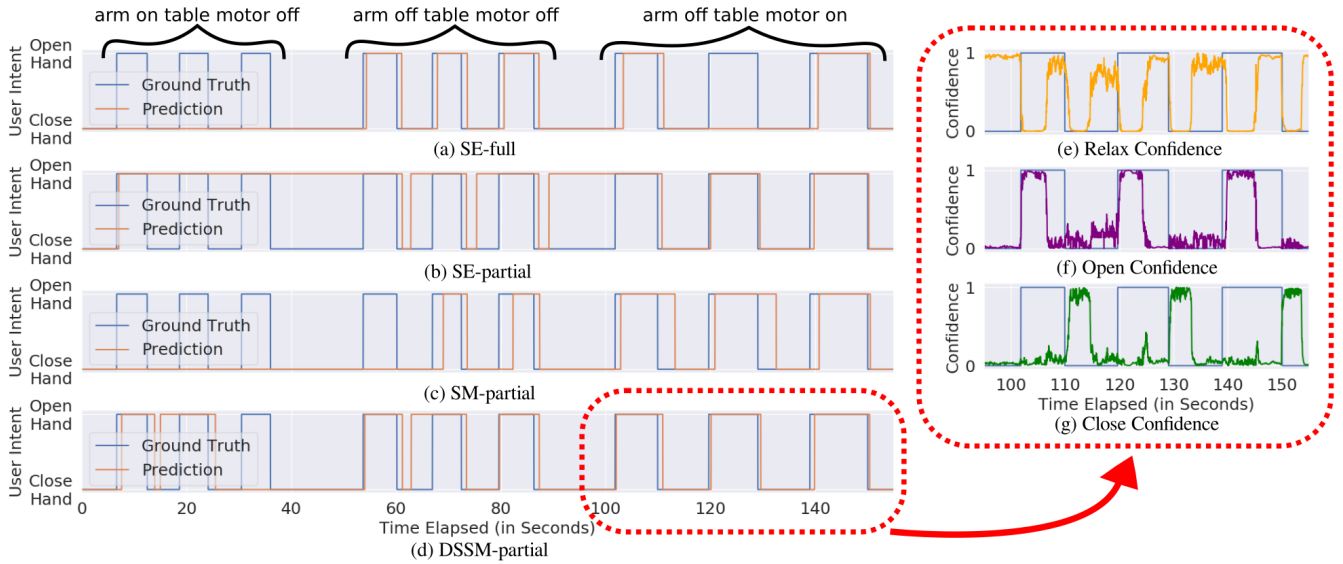 arm on table motor off
arm off table motor off
arm off table motor on
User Intent
Open
Hand
Close
Hand
Ground Truth
Prediction
(a) SE-full
User Intent
Open
Hand
Close
Hand
Ground Truth
Prediction
(b) SE-partial
User Intent
Open
Hand
Close
Hand
Ground Truth
Prediction
(c) SM-partial
User Intent
Open
Hand
Close
Hand
Ground Truth
Prediction
0 20 40 60 80 100 120 140
Time Elapsed (in Seconds)
(d) DSSM-partial
Confidence
1
0
(e) Relax Confidence
Confidence
1
0
(f) Open Confidence
Confidence
1
0
100 110 120 130 140 150
Time Elapsed (in Seconds)
(g) Close Confidence